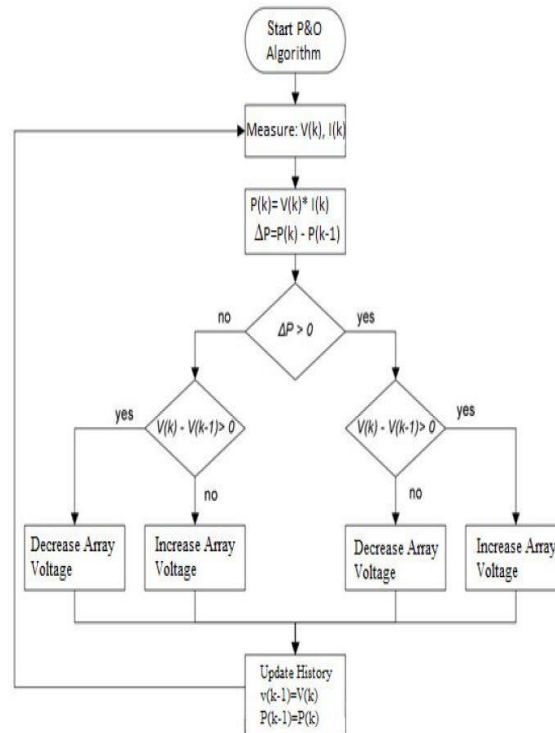 Start P&O
Algorithm
Measure: V(k), I(k)
P(k)= V(k)* I(k)
ΔP=P(k) - P(k-1)
no
ΔP > 0
yes
yes
V(k) - V(k-1)> 0
no
V(k) - V(k-1)> 0
yes
no
Decrease Array
Voltage
Increase Array
Voltage
Decrease Array
Voltage
Increase Array
Voltage
Update History
v(k-1)=V(k)
P(k-1)=P(k)